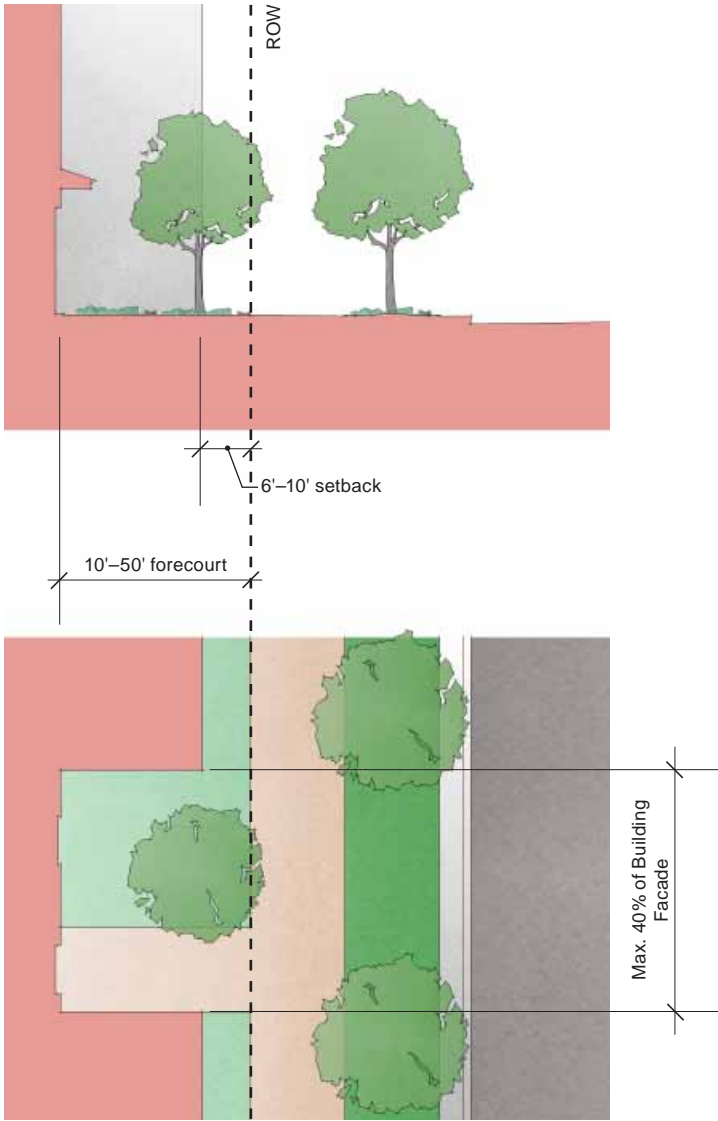 ROW
6'–10' setback
10'–50' forecourt
Max. 40% of Building
Facade